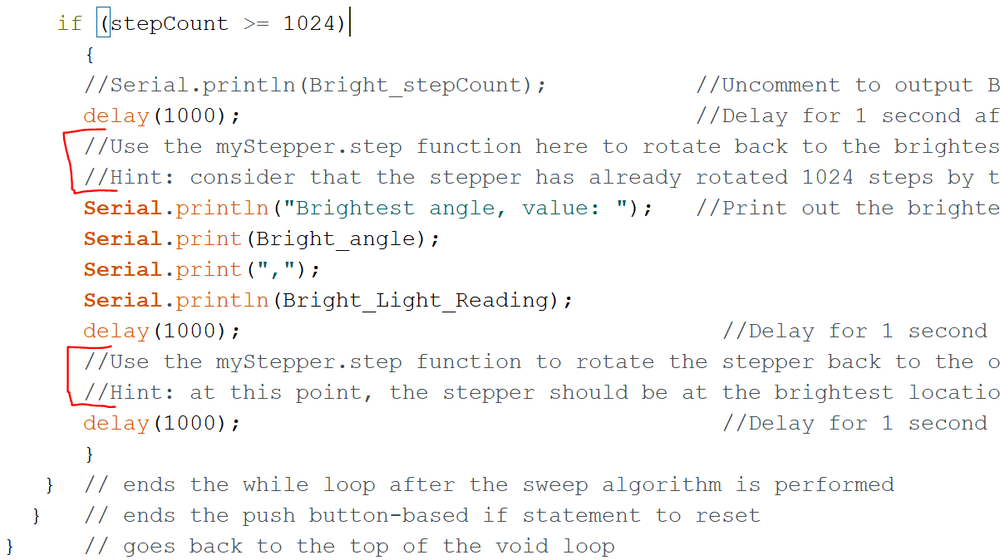 if (stepCount >= 1024)
{
//Serial.println(Bright_stepCount); //Uncomment to output B
delay(1000); //Delay for 1 second af
//Use the myStepper.step function here to rotate back to the brightes
//Hint: consider that the stepper has already rotated 1024 steps by t
Serial.println("Brightest angle, value: "); //Print out the brighte
Serial.print(Bright_angle);
Serial.print(",");
Serial.println(Bright_Light_Reading);
delay(1000); //Delay for 1 second
//Use the myStepper.step function to rotate the stepper back to the o
//Hint: at this point, the stepper should be at the brightest locatio
delay(1000); //Delay for 1 second
}
} // ends the while loop after the sweep algorithm is performed
} // ends the push button-based if statement to reset
} // goes back to the top of the void loop